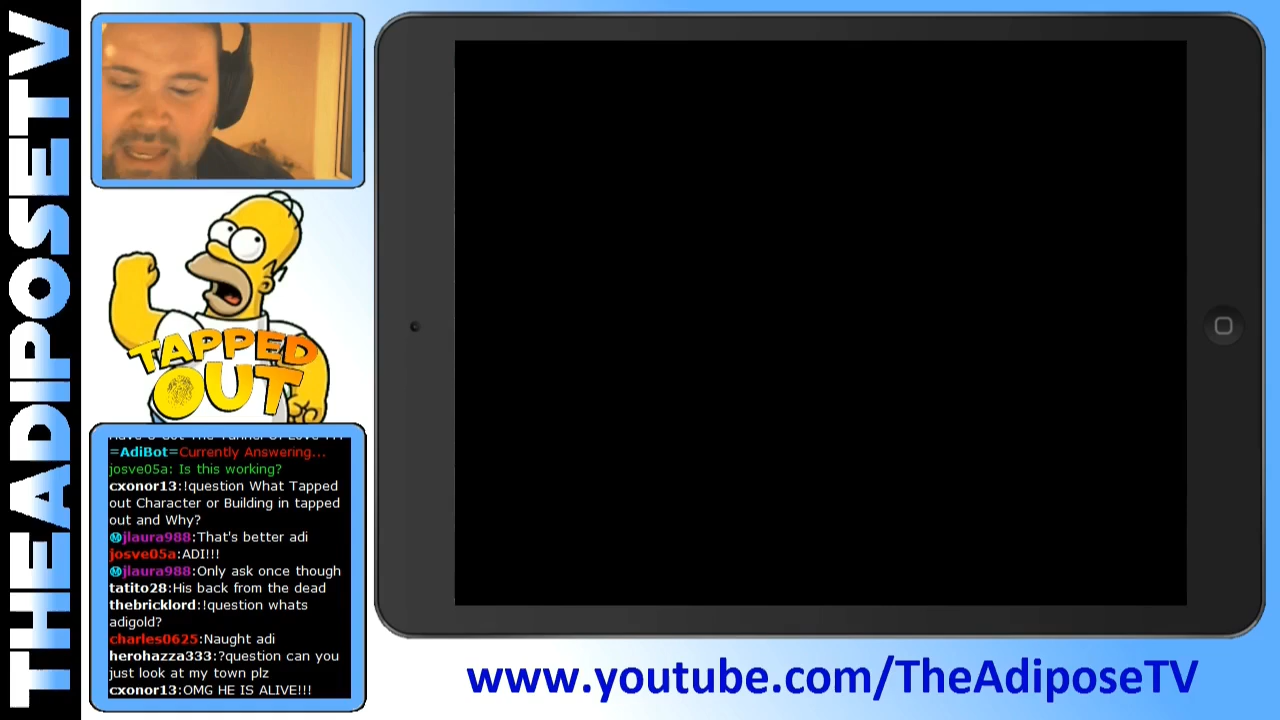 THEADIPOSETV
TAPPED
OUT
=AdiBot=Currently Answering...
josve05a: Is this working?
cxonor13:!question What Tapped
out Character or Building in tapped
out and Why?
jlaura988:That's better adi
josve05a:ADI!!!
jlaura988:Only ask once though
tatito28:His back from the dead
thebricklord:!question whats
adigold?
charles0625:Naught adi
herohazza333:?question can you
just look at my town plz
cxonor13:OMG HE IS ALIVE!!!
www.youtube.com/TheAdiposeTV